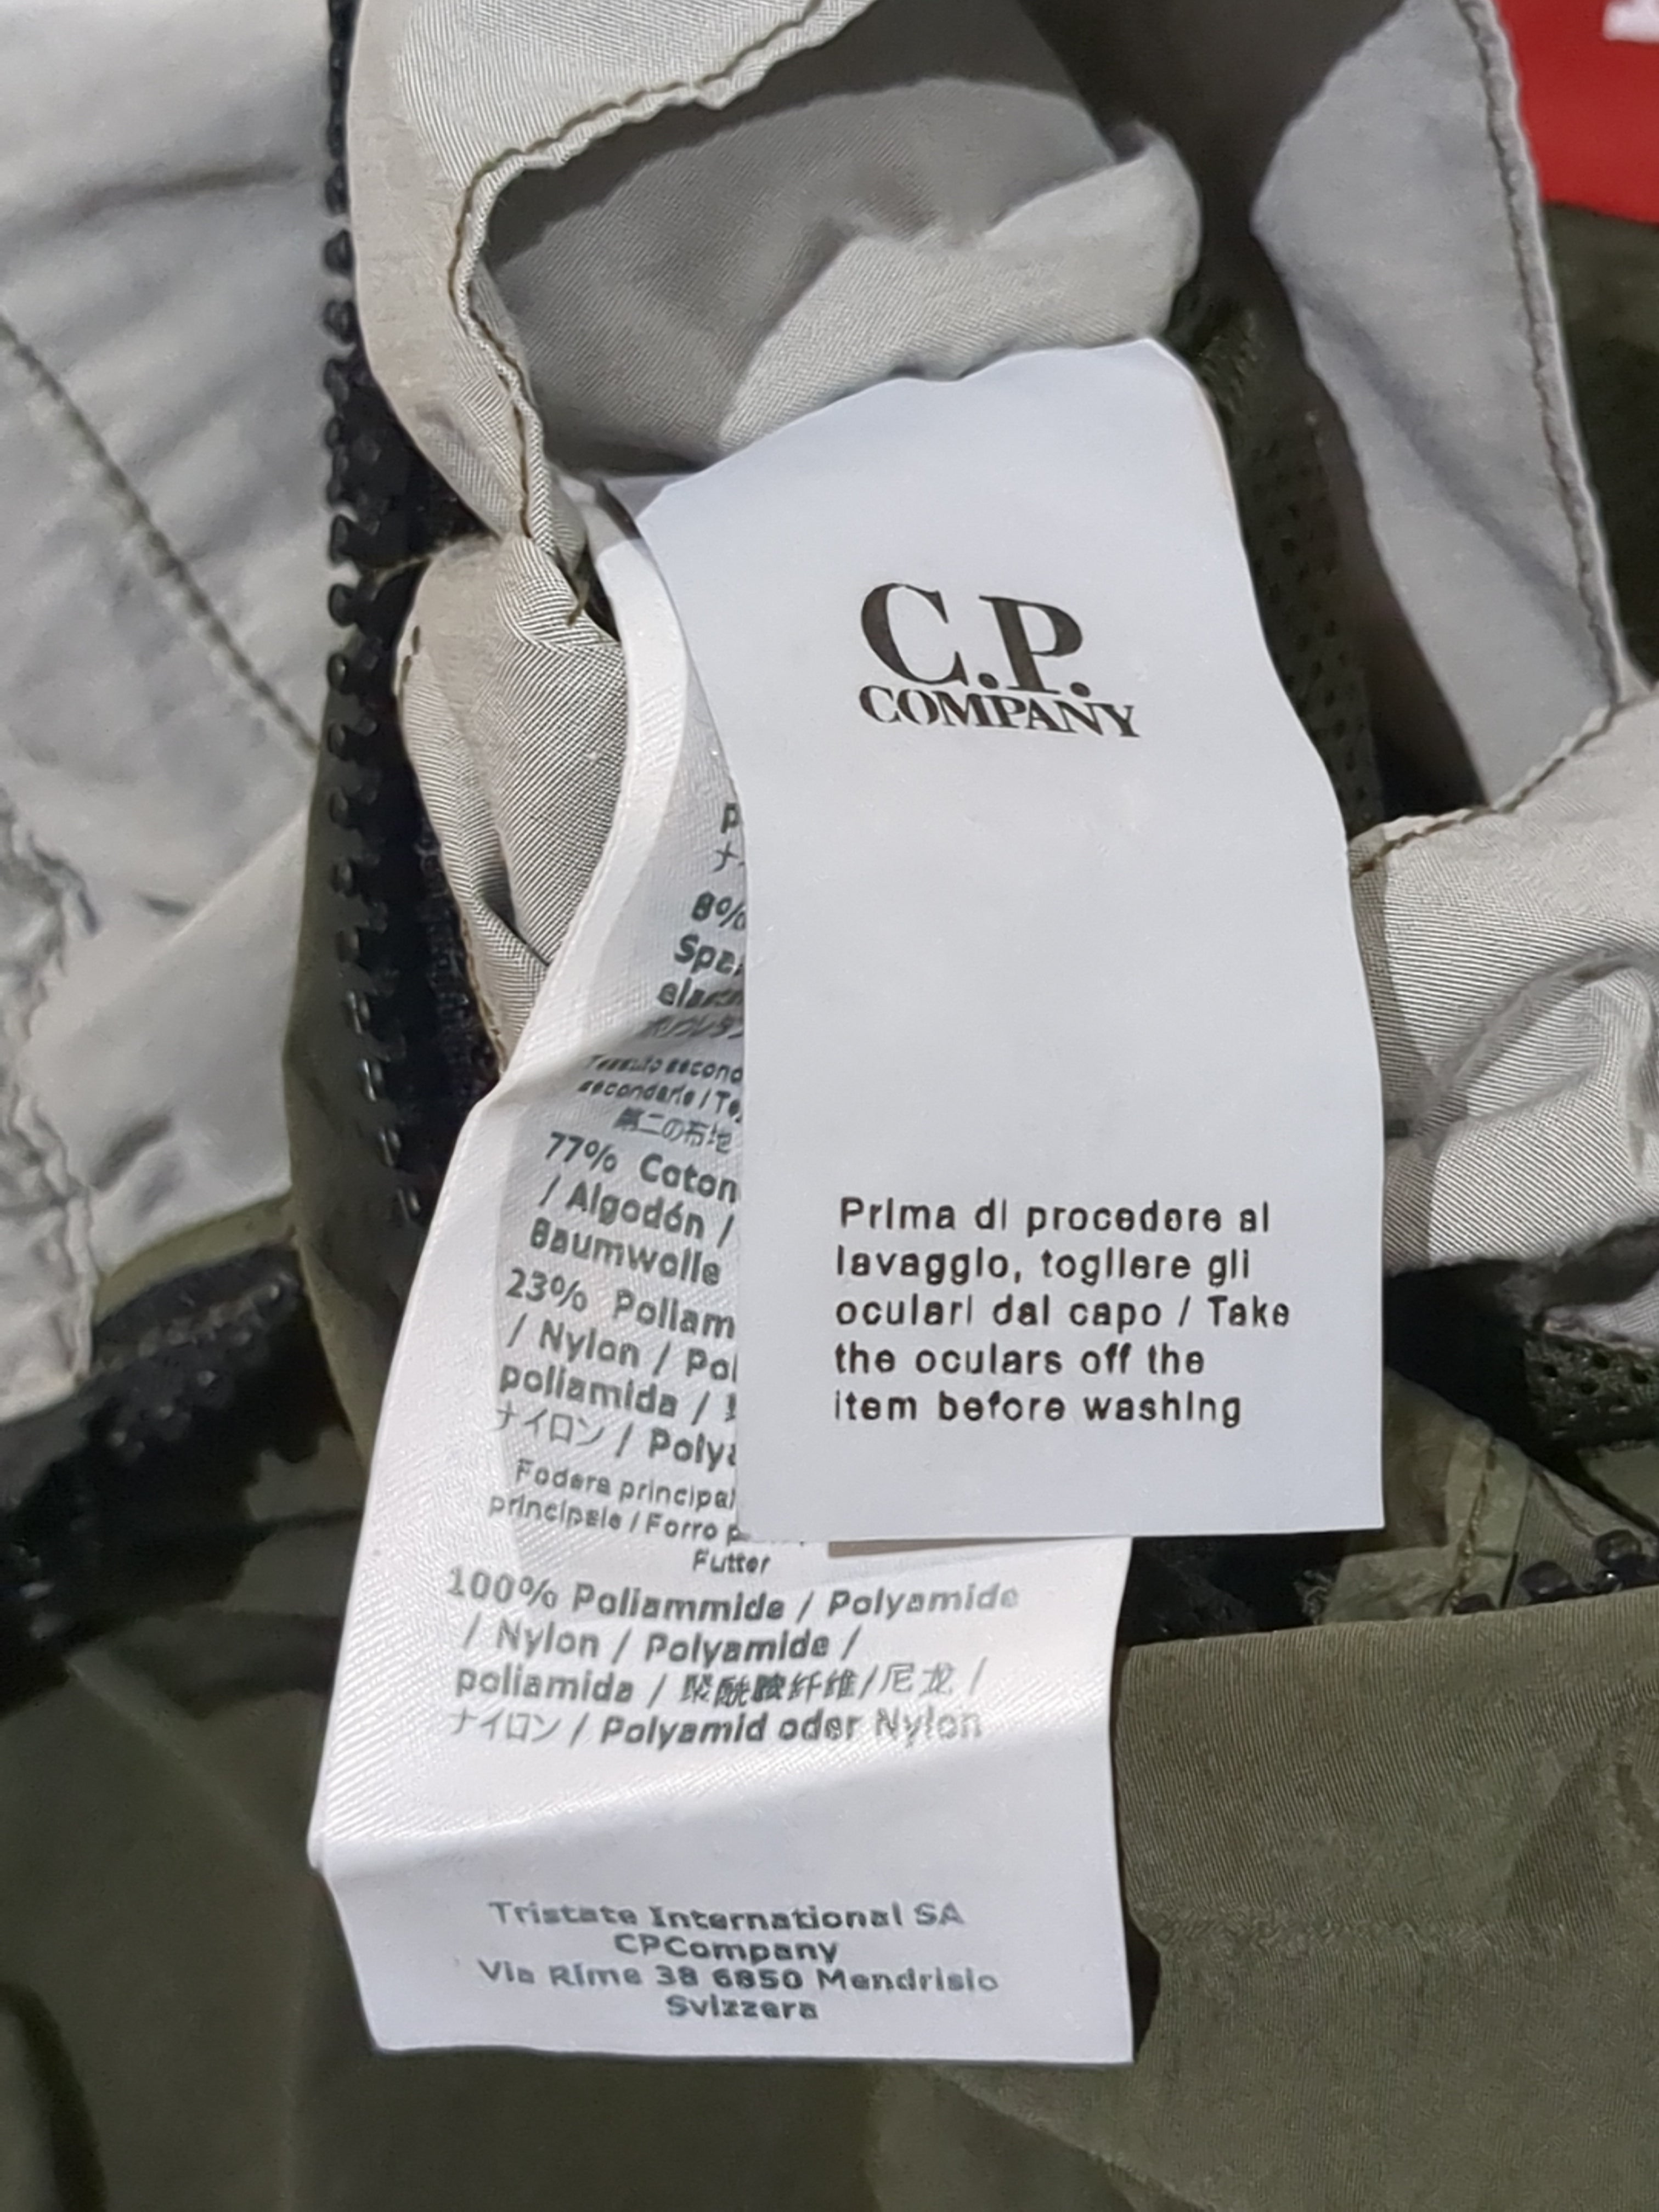 C.P.
COMPANY
Prima di procedere al
lavaggio, togliere gli
oculari dal capo / Take
the oculars off the
item before washing
8%
Tessuto second
secondarie / Te
第二の布地
77% Coton
/ Algodón /
Baumwolle
23% Poliam
/ Nylon / Pol
poliamida /
ナイロン / Polya
Fodera principal
principale / Forro p
Futter
100% Poliammide / Polyamide
/ Nylon / Polyamide /
poliamida / 聚酰胺纤维/尼龙 /
ナイロン / Polyamid oder Nylon
Tristate International SA
CPCompany
Via Rime 38 6850 Mendrisio
Svizzera